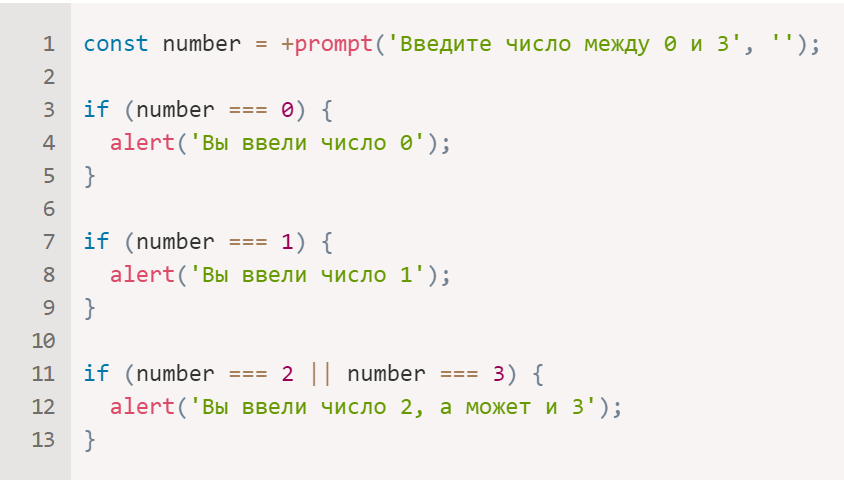 1 const number = +prompt('Введите число между 0 и 3', '');
2
3 if (number === 0) {
4   alert('Вы ввели число 0');
5 }
6
7 if (number === 1) {
8   alert('Вы ввели число 1');
9 }
10
11 if (number === 2 || number === 3) {
12   alert('Вы ввели число 2, а может и 3');
13 }